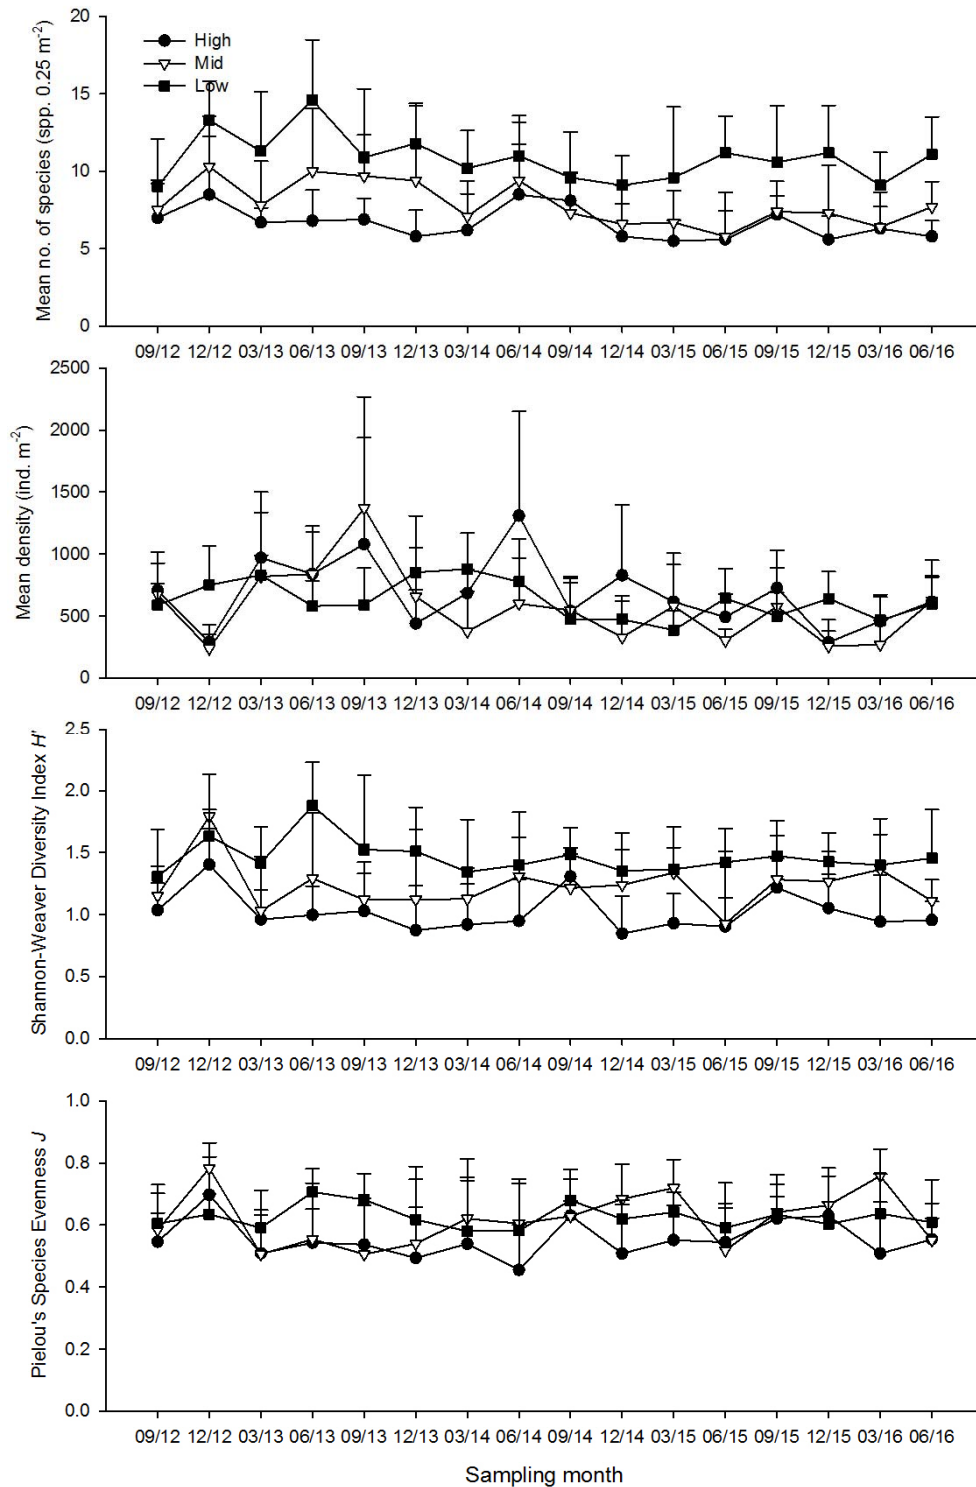 Mean no. of species (spp. 0.25 m⁻²)
20
15
10
5
0
High
Mid
Low
09/12 12/12 03/13 06/13 09/13 12/13 03/14 06/14 09/14 12/14 03/15 06/15 09/15 12/15 03/16 06/16
Mean density (ind. m⁻²)
2500
2000
1500
1000
500
0
09/12 12/12 03/13 06/13 09/13 12/13 03/14 06/14 09/14 12/14 03/15 06/15 09/15 12/15 03/16 06/16
Shannon-Weaver Diversity Index H'
2.5
2.0
1.5
1.0
0.5
0.0
09/12 12/12 03/13 06/13 09/13 12/13 03/14 06/14 09/14 12/14 03/15 06/15 09/15 12/15 03/16 06/16
Pielou's Species Evenness J
1.0
0.8
0.6
0.4
0.2
0.0
09/12 12/12 03/13 06/13 09/13 12/13 03/14 06/14 09/14 12/14 03/15 06/15 09/15 12/15 03/16 06/16
Sampling month